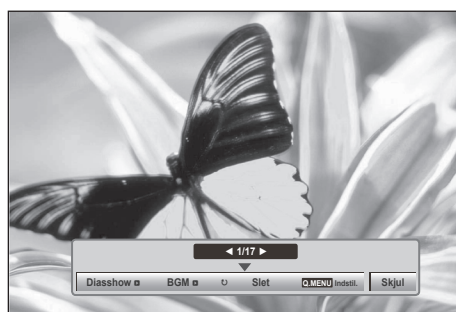 ◀ 1/17 ▶
Diasshow BGM ↻ Slet Q.MENU Indstil. Skjul